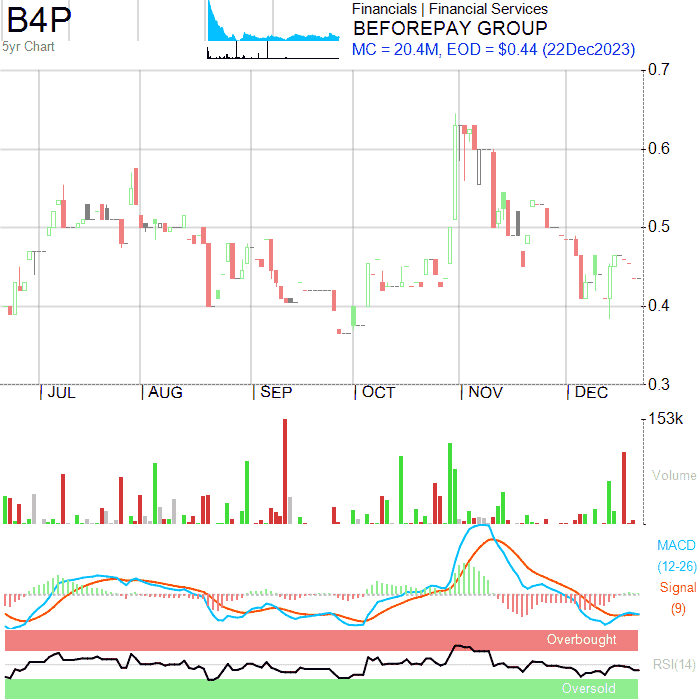 B4P
5yr Chart
Financials | Financial Services
BEFOREPAY GROUP
MC = 20.4M, EOD = $0.44 (22Dec2023)
0.7
0.6
0.5
0.4
0.3
JUL
AUG
SEP
OCT
NOV
DEC
153k
Volume
MACD
(12-26)
Signal
(9)
Overbought
RSI(14)
Oversold